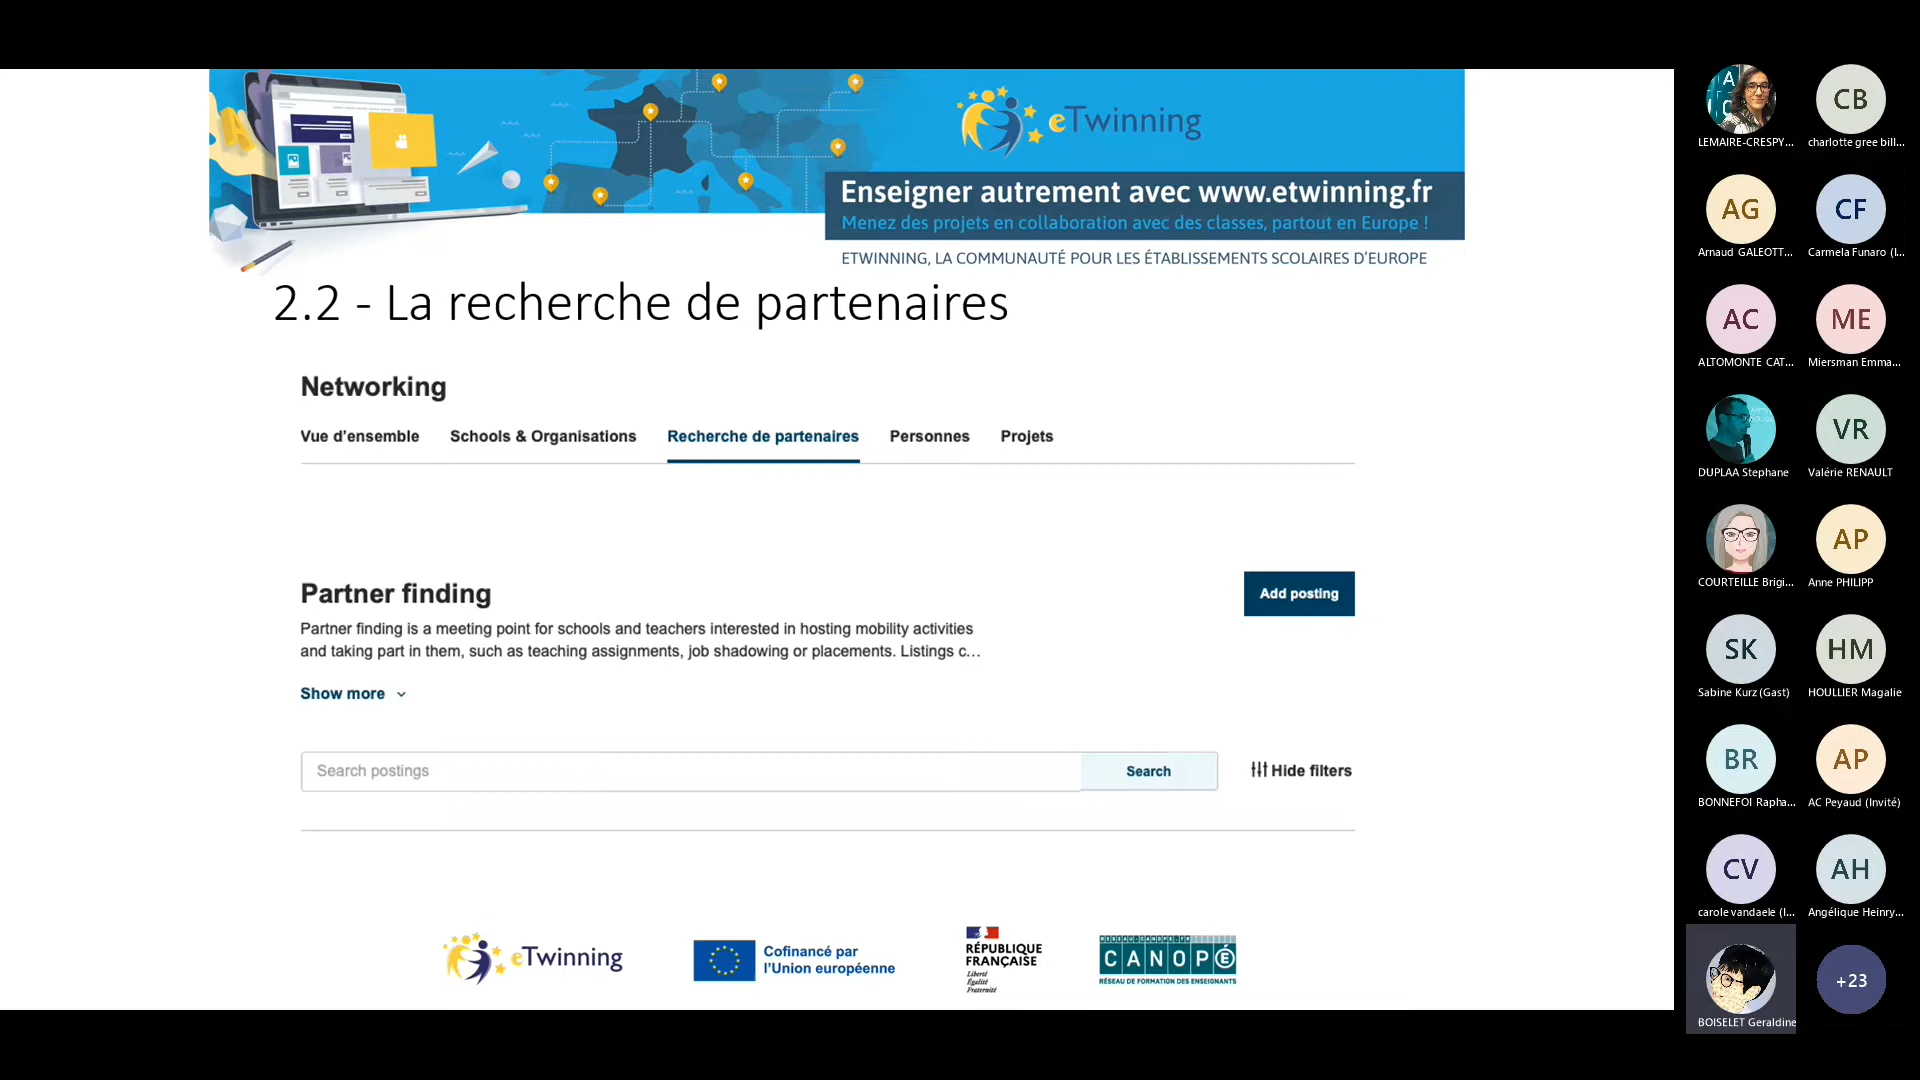 eTwinning
Enseigner autrement avec www.etwinning.fr
Menez des projets en collaboration avec des classes, partout en Europe !
ETWINNING, LA COMMUNAUTÉ POUR LES ÉTABLISSEMENTS SCOLAIRES D'EUROPE
2.2 - La recherche de partenaires
Networking
Vue d'ensemble Schools & Organisations Recherche de partenaires Personnes Projets
Partner finding
Add posting
Partner finding is a meeting point for schools and teachers interested in hosting mobility activities
and taking part in them, such as teaching assignments, job shadowing or placements. Listings c...
Show more
Search postings
Search
Hide filters
eTwinning
Cofinancé par
l'Union européenne
RÉPUBLIQUE
FRANÇAISE
Liberté
Égalité
Fraternité
CANOPÉ
RÉSEAU DE FORMATION DES ENSEIGNANTS
LEMAIRE-CRESPY...
CB
charlotte gree bill...
AG
Arnaud GALEOTT...
CF
Carmela Funaro (I...
AC
ALTOMONTE CAT...
ME
Miersman Emma...
DUPLAA Stephane
VR
Valérie RENAULT
COURTEILLE Brigi...
AP
Anne PHILIPP
SK
Sabine Kurz (Gast)
HM
HOULLIER Magalie
BR
BONNEFOI Rapha...
AP
AC Peyaud (Invité)
CV
carole vandaele (I...
AH
Angélique Heinry...
BOISELET Geraldine
+23